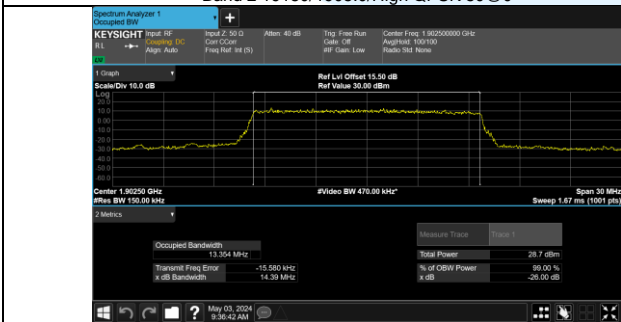 Spectrum Analyzer 1
Occupied BW
+
KEYSIGHT
R L
Input: RF
Coupling: DC
Align: Auto
Input Z: 50 Ω
Corr CCorr
Freq Ref: Int (S)
Atten: 40 dB
Trig: Free Run
Gate: Off
#IF Gain: Low
Center Freq: 1.902500000 GHz
Avg|Hold: 100/100
Radio Std: None
1 Graph
Scale/Div 10.0 dB
Ref Lvl Offset 15.50 dB
Ref Value 30.00 dBm
Log
20.0
10.0
0.00
-10.0
-20.0
-30.0
-40.0
-50.0
-60.0
Center 1.90250 GHz
#Res BW 150.00 kHz
#Video BW 470.00 kHz*
Span 30 MHz
Sweep 1.67 ms (1001 pts)
2 Metrics
Measure Trace
Trace 1
Occupied Bandwidth
13.354 MHz
Total Power
28.7 dBm
Transmit Freq Error
-15.580 kHz
% of OBW Power
99.00 %
x dB Bandwidth
14.39 MHz
x dB
-26.00 dB
May 03, 2024
9:36:42 AM